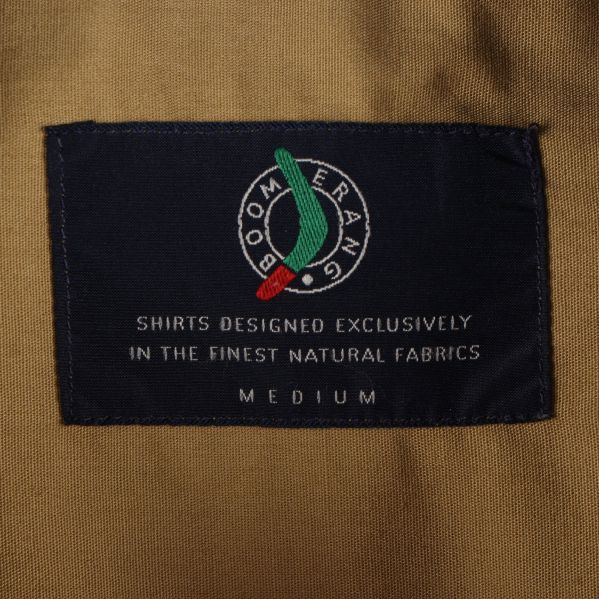 BOOMERANG
SHIRTS DESIGNED EXCLUSIVELY
IN THE FINEST NATURAL FABRICS
MEDIUM